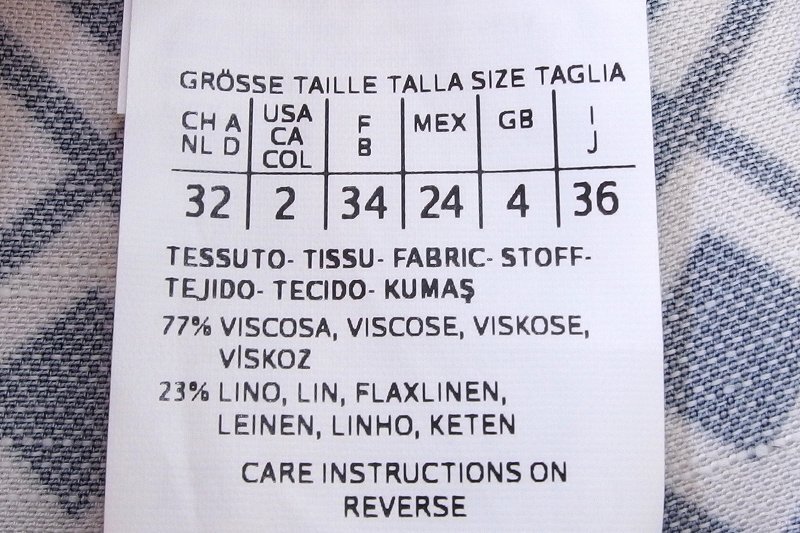 GRÖSSE TAILLE TALLA SIZE TAGLIA
CH A USA F MEX GB I
NL D CA B J
COL
32 2 34 24 4 36
TESSUTO- TISSU- FABRIC- STOFF-
TEJIDO- TECIDO- KUMAŞ
77% VISCOSA, VISCOSE, VISKOSE,
VİSKOZ
23% LINO, LIN, FLAXLINEN,
LEINEN, LINHO, KETEN
CARE INSTRUCTIONS ON
REVERSE